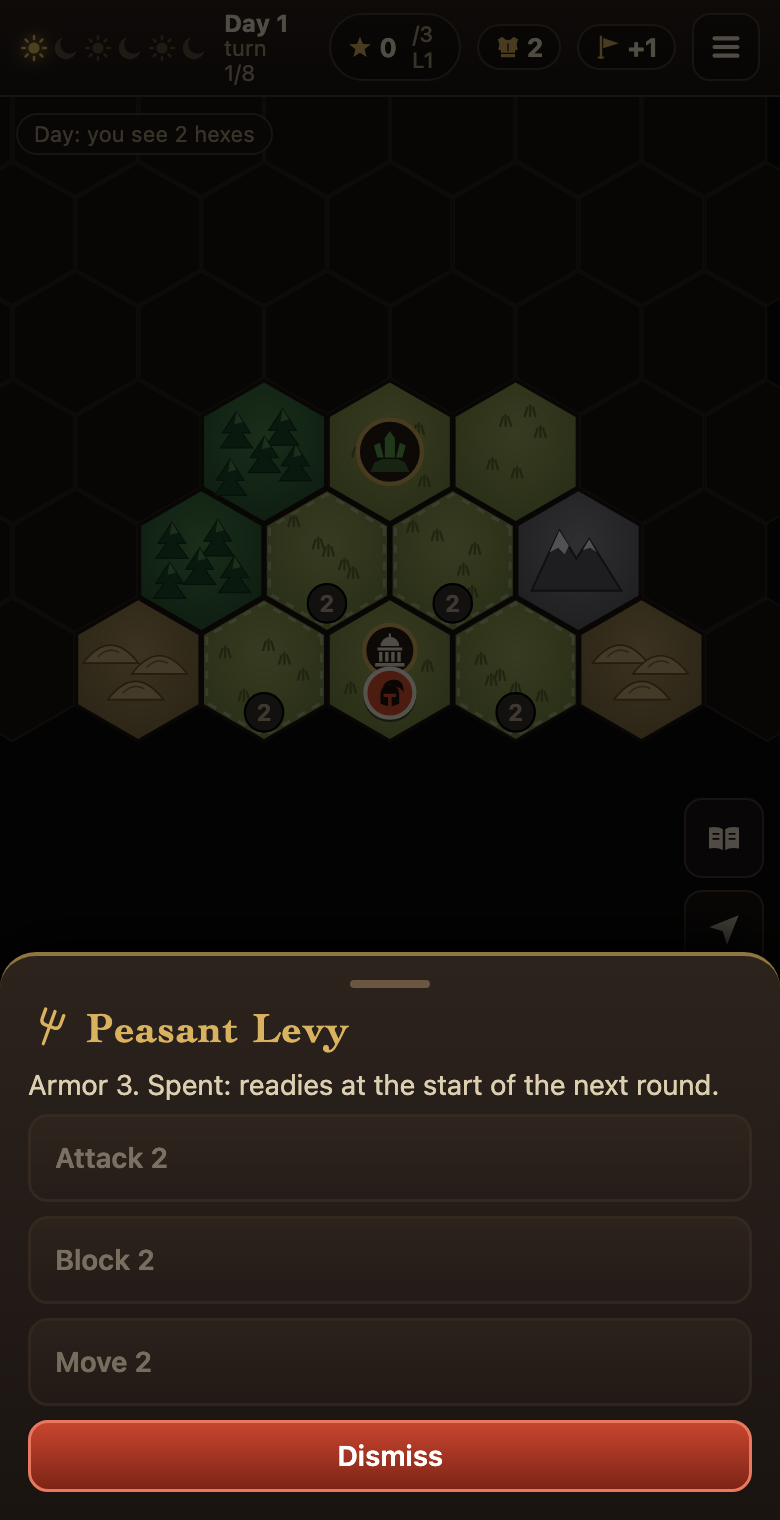 Day 1
turn
1/8
0
/3
L1
2
+1
Day: you see 2 hexes
2
2
2
2
Peasant Levy
Armor 3. Spent: readies at the start of the next round.
Attack 2
Block 2
Move 2
Dismiss